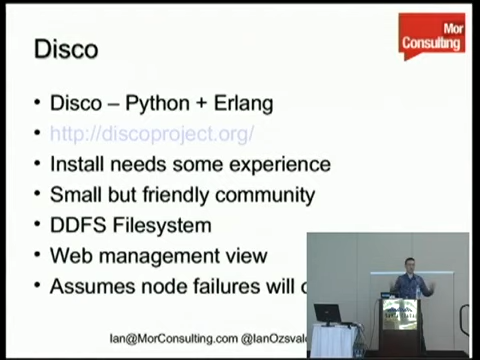 Disco
Mor
Consulting
• Disco – Python + Erlang
• http://discoproject.org/
• Install needs some experience
• Small but friendly community
• DDFS Filesystem
• Web management view
• Assumes node failures will
Ian@MorConsulting.com @IanOzsval